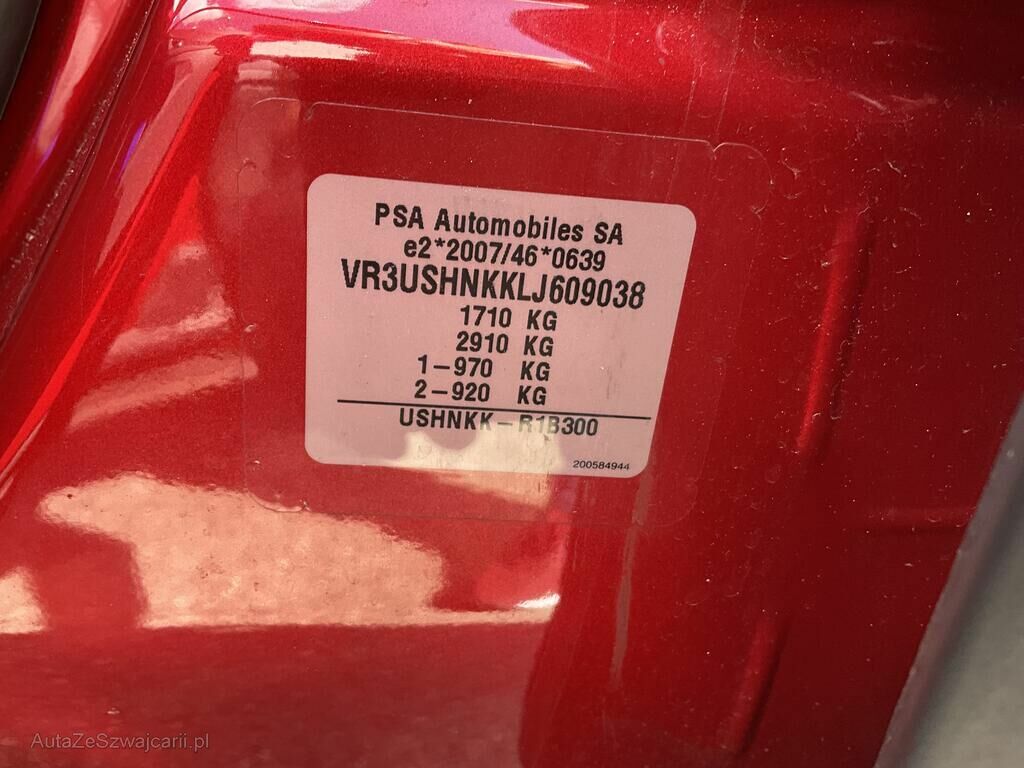 PSA Automobiles SA
e2*2007/46*0639
VR3USHNKKLJ609038
1710 KG
2910 KG
1-970 KG
2-920 KG
USHNKK-R1B300
200584944
AutaZeSzwajcarii.pl